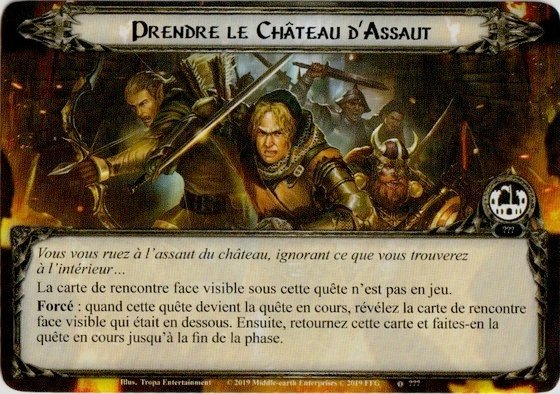 Prendre le Château d'Assaut
???
Vous vous ruez à l'assaut du château, ignorant ce que vous trouverez
à l'intérieur…
La carte de rencontre face visible sous cette quête n'est pas en jeu.
Forcé : quand cette quête devient la quête en cours, révélez la carte de rencontre
face visible qui était en dessous. Ensuite, retournez cette carte et faites-en la
quête en cours jusqu'à la fin de la phase.
Illus. Tropa Entertainment © 2019 Middle-earth Enterprises © 2019 FFG ???